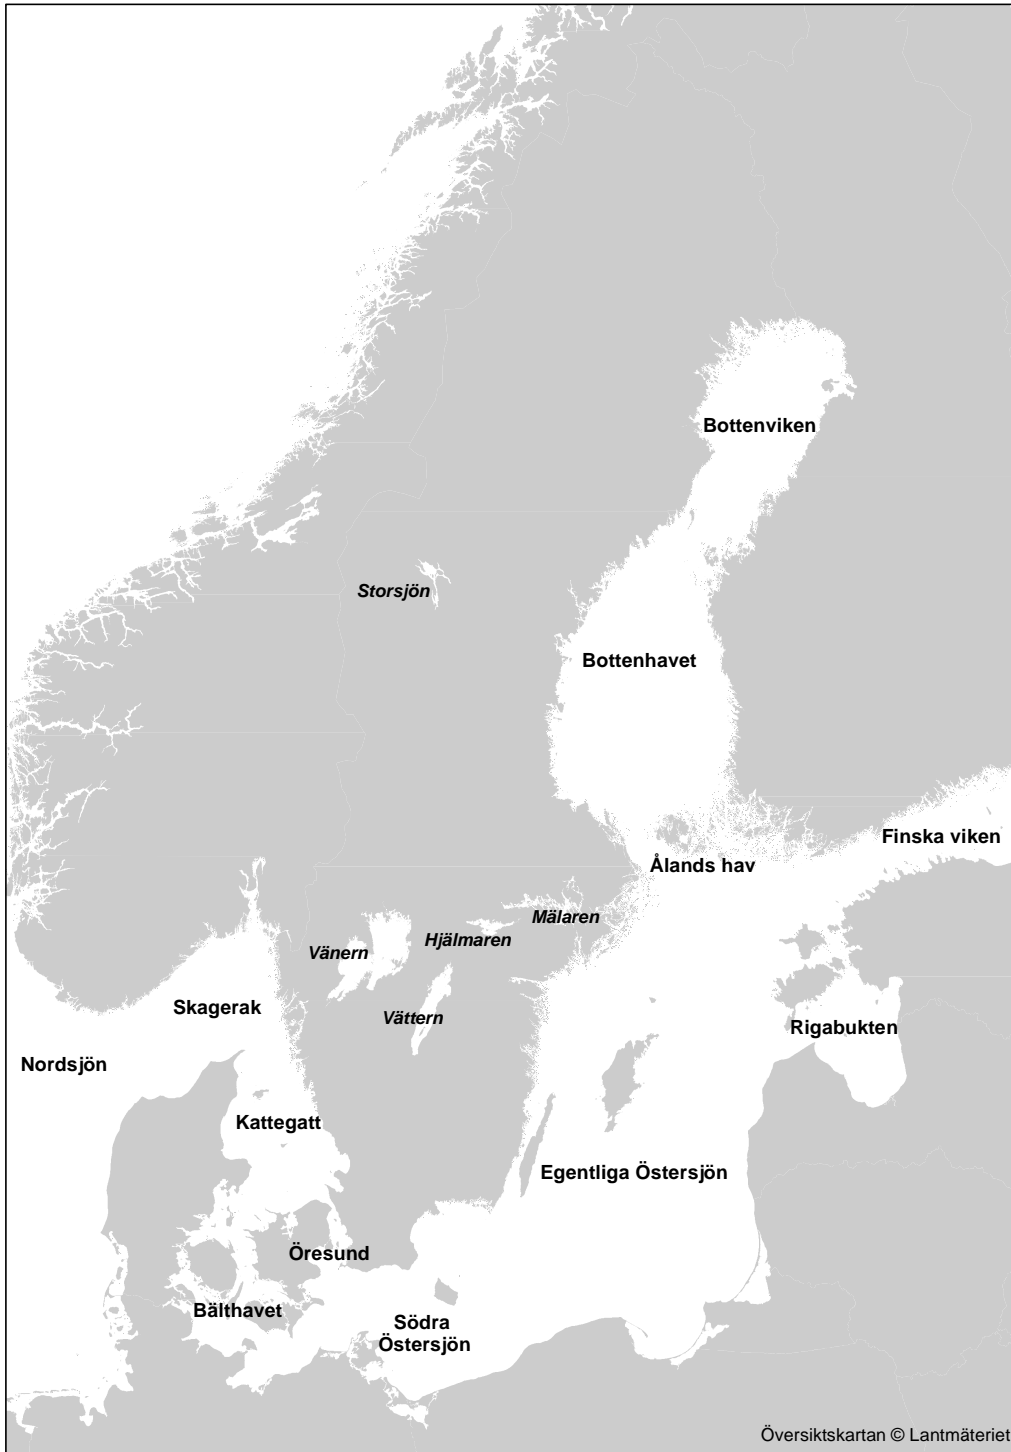 Bottenviken
Storsjön
Bottenhavet
Finska viken
Ålands hav
Mälaren
Hjälmaren
Vänern
Skagerak
Vättern
Rigabukten
Nordsjön
Kattegatt
Egentliga Östersjön
Öresund
Bälthavet
Södra
Östersjön
Översiktskartan © Lantmäteriet